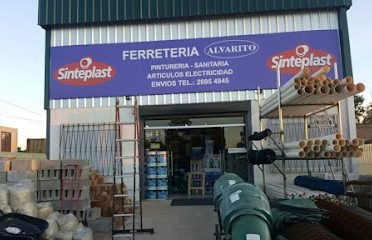 Sinteplast
FERRETERIA ALVARITO
PINTURERIA - SANITARIA
ARTICULOS ELECTRICIDAD
ENVIOS TEL.: 2695 4845
Sinteplast